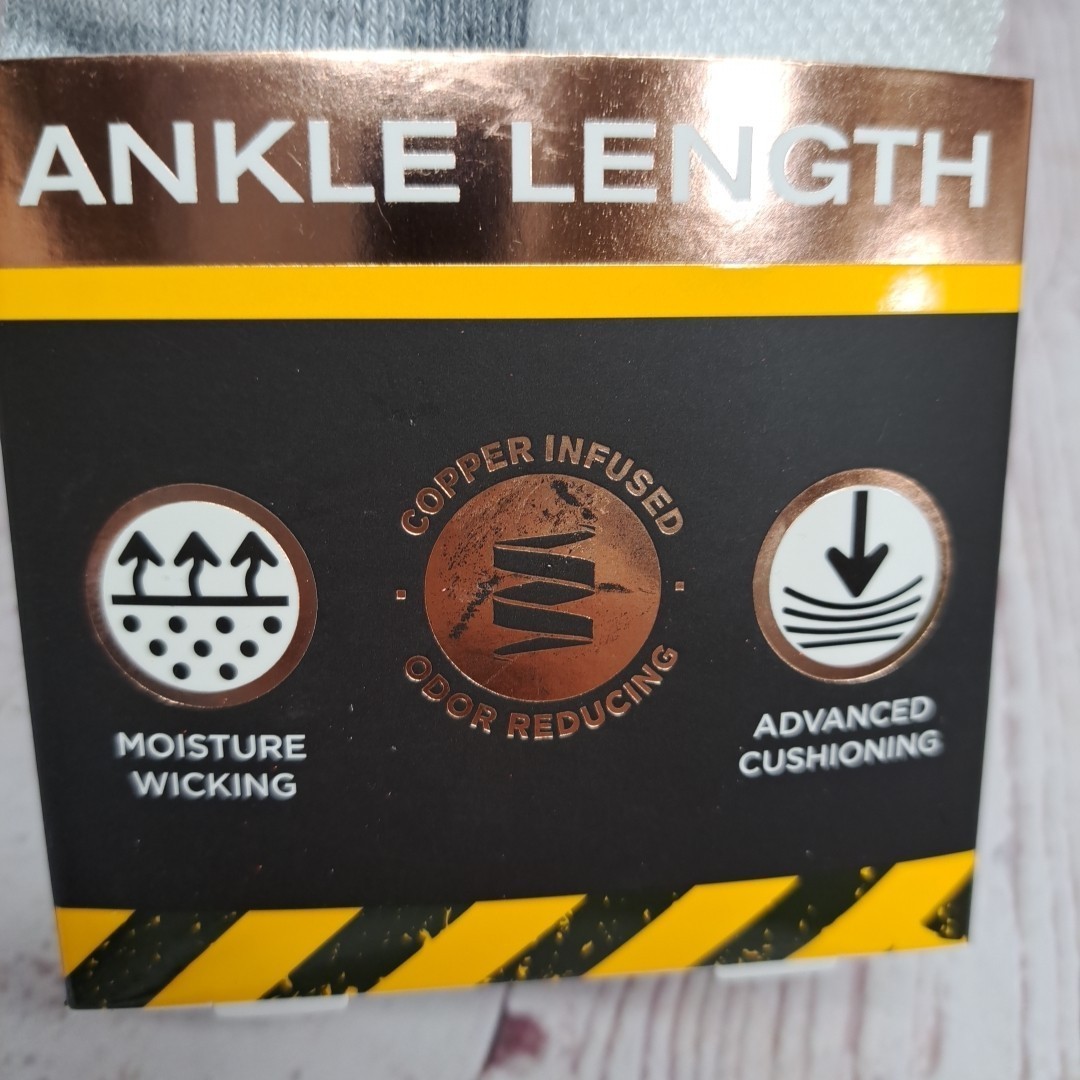 ANKLE LENGTH
COPPER INFUSED
ODOR REDUCING
MOISTURE
WICKING
ADVANCED
CUSHIONING